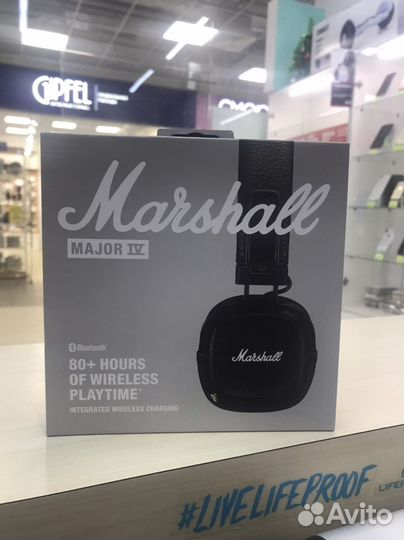 GIPFEL
Marshall
MAJOR IV
Bluetooth®
80+ HOURS
OF WIRELESS
PLAYTIME*
INTEGRATED WIRELESS CHARGING
Marshall
#LIVELIFEPROOF
Avito